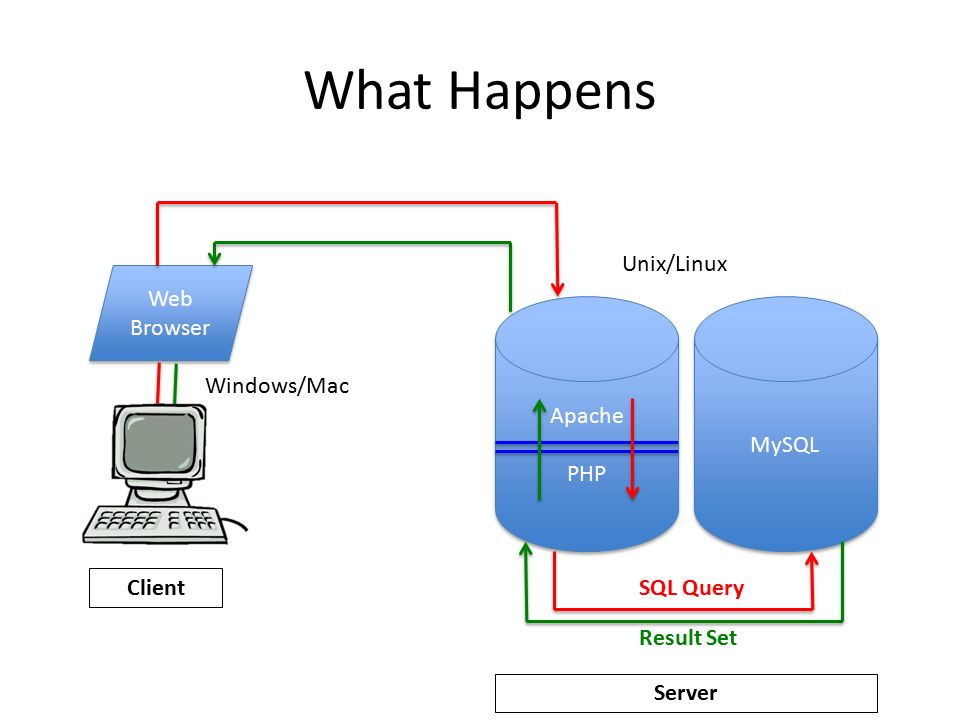 What Happens
Unix/Linux
Web
Browser
Windows/Mac
Apache
PHP
MySQL
Client
SQL Query
Result Set
Server